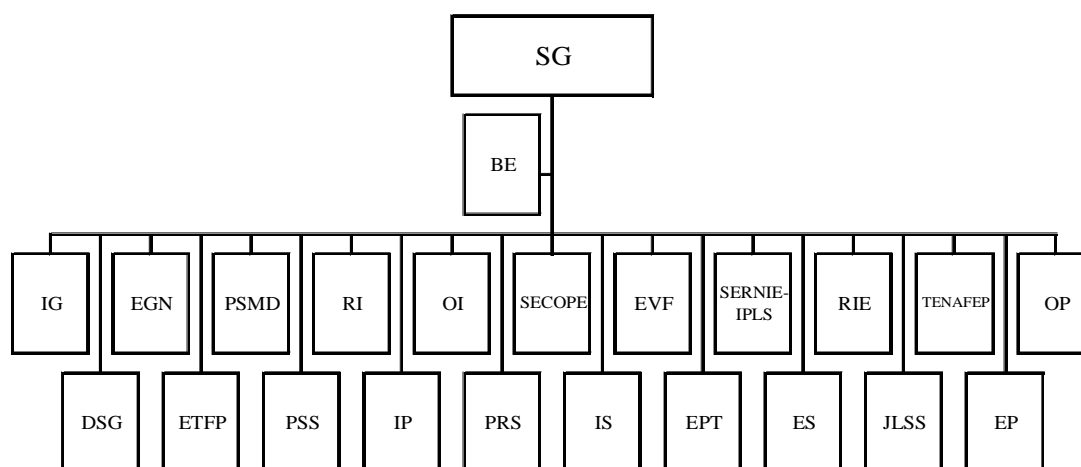 SG
BE
IG
EGN
PSMD
RI
OI
SECOPE
EVF
SERNIE-
IPLS
RIE
TENAFEP
OP
DSG
ETFP
PSS
IP
PRS
IS
EPT
ES
JLSS
EP